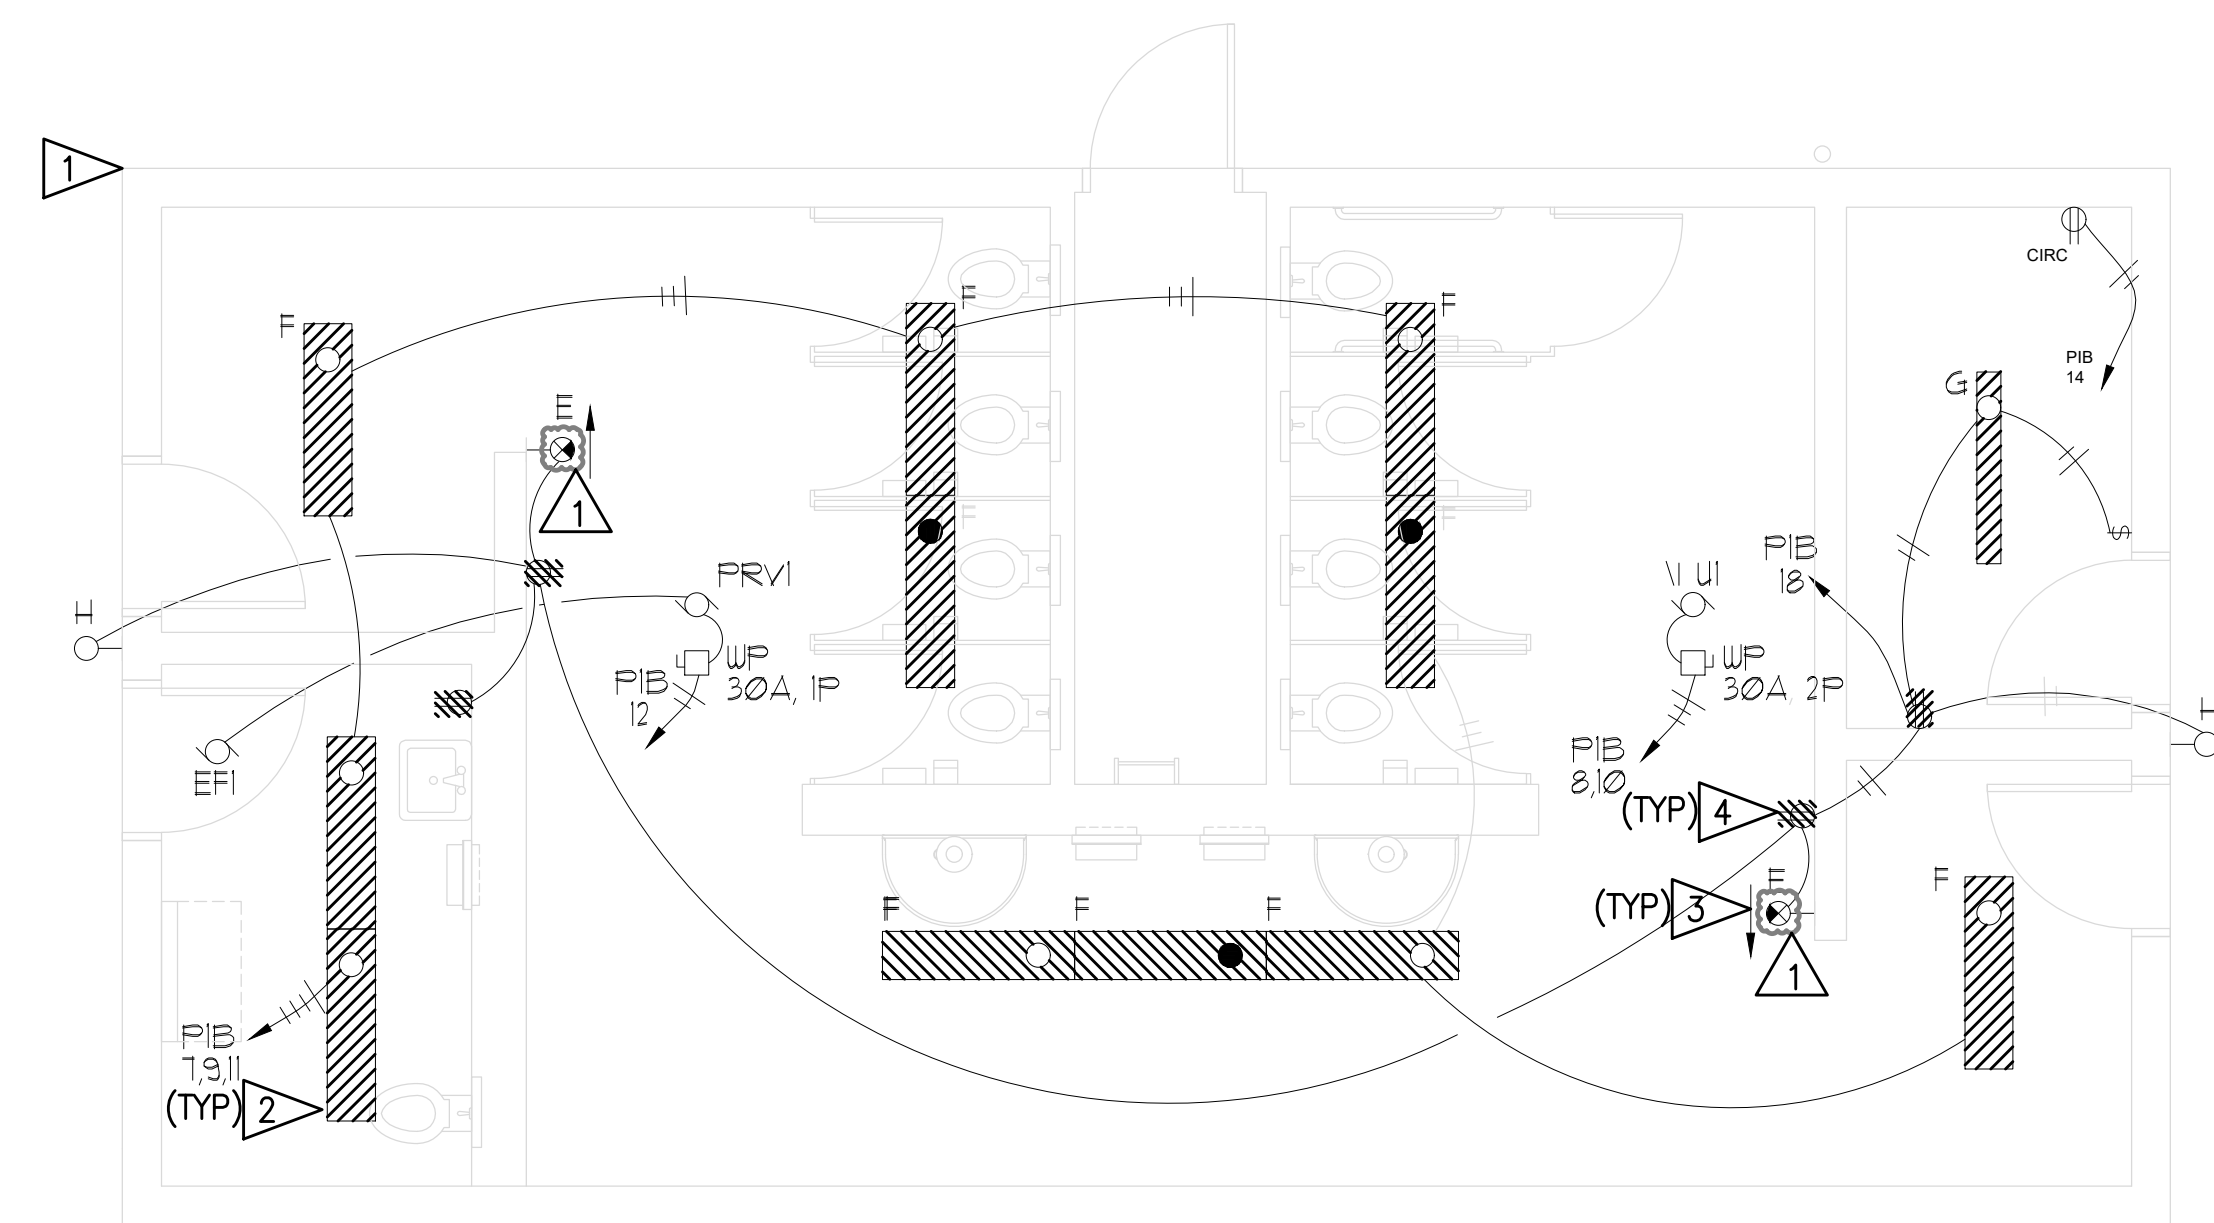 1
CIRC
PIB
14
F
F
F
G
E
1
F
F
PRV1
H
WP
30A, 1P
PIB
12
EF1
U1
WP
30A, 2P
PIB
18
PIB
8,10
(TYP) 4
(TYP) 3
E
1
F
F
F
F
PIB
7,9,11
(TYP) 2